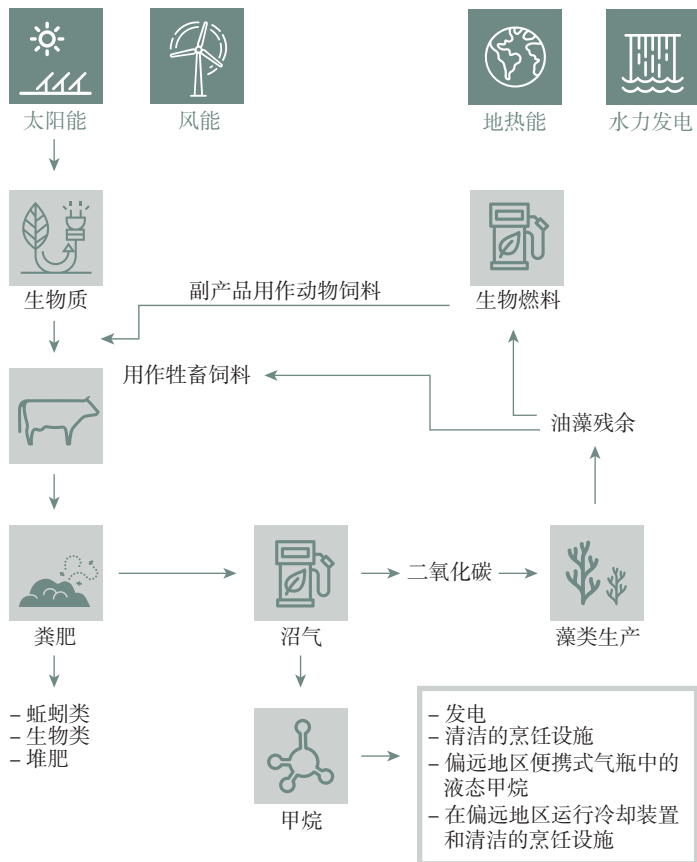 太阳能
风能
地热能
水力发电
生物质
副产品用作动物饲料
生物燃料
用作牲畜饲料
油藻残余
粪肥
沼气
二氧化碳
藻类生产
– 蚯蚓类
– 生物类
– 堆肥
甲烷
– 发电
– 清洁的烹饪设施
– 偏远地区便携式气瓶中的
液态甲烷
– 在偏远地区运行冷却装置
和清洁的烹饪设施